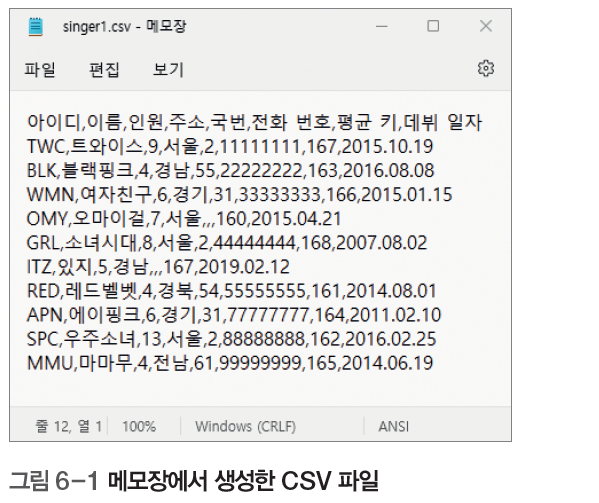 singer1.csv - 메모장
파일 편집 보기
아이디,이름,인원,주소,국번,전화 번호,평균 키,데뷔 일자
TWC,트와이스,9,서울,2,11111111,167,2015.10.19
BLK,블랙핑크,4,경남,55,22222222,163,2016.08.08
WMN,여자친구,6,경기,31,33333333,166,2015.01.15
OMY,오마이걸,7,서울,,,160,2015.04.21
GRL,소녀시대,8,서울,2,44444444,168,2007.08.02
ITZ,있지,5,경남,,,167,2019.02.12
RED,레드벨벳,4,경북,54,55555555,161,2014.08.01
APN,에이핑크,6,경기,31,77777777,164,2011.02.10
SPC,우주소녀,13,서울,2,88888888,162,2016.02.25
MMU,마마무,4,전남,61,99999999,165,2014.06.19
줄 12, 열 1 100% Windows (CRLF) ANSI
그림 6-1 메모장에서 생성한 CSV 파일